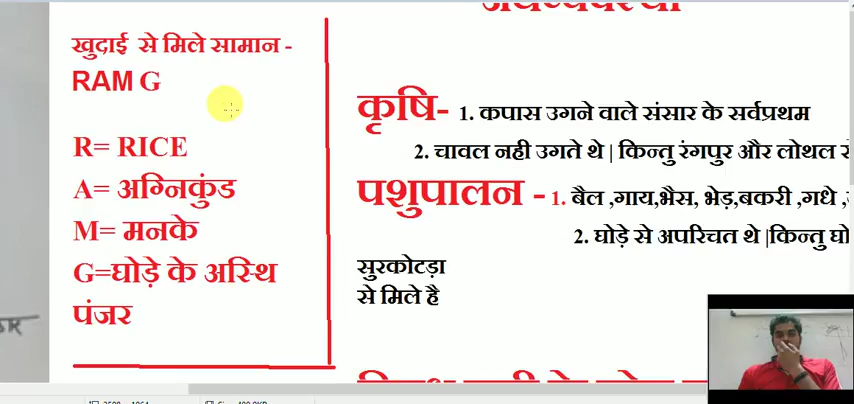 खुदाई से मिले सामान -
RAM G
R= RICE
A= अग्निकुंड
M= मनके
G=घोड़े के अस्थि
पंजर
कृषि- 1. कपास उगने वाले संसार के सर्वप्रथम
2. चावल नही उगते थे | किन्तु रंगपुर और लोथल
पशुपालन - 1. बैल ,गाय,भैस, भेड़,बकरी ,गधे ,
2. घोड़े से अपरिचत थे |किन्तु
सुरकोटड़ा
से मिले है